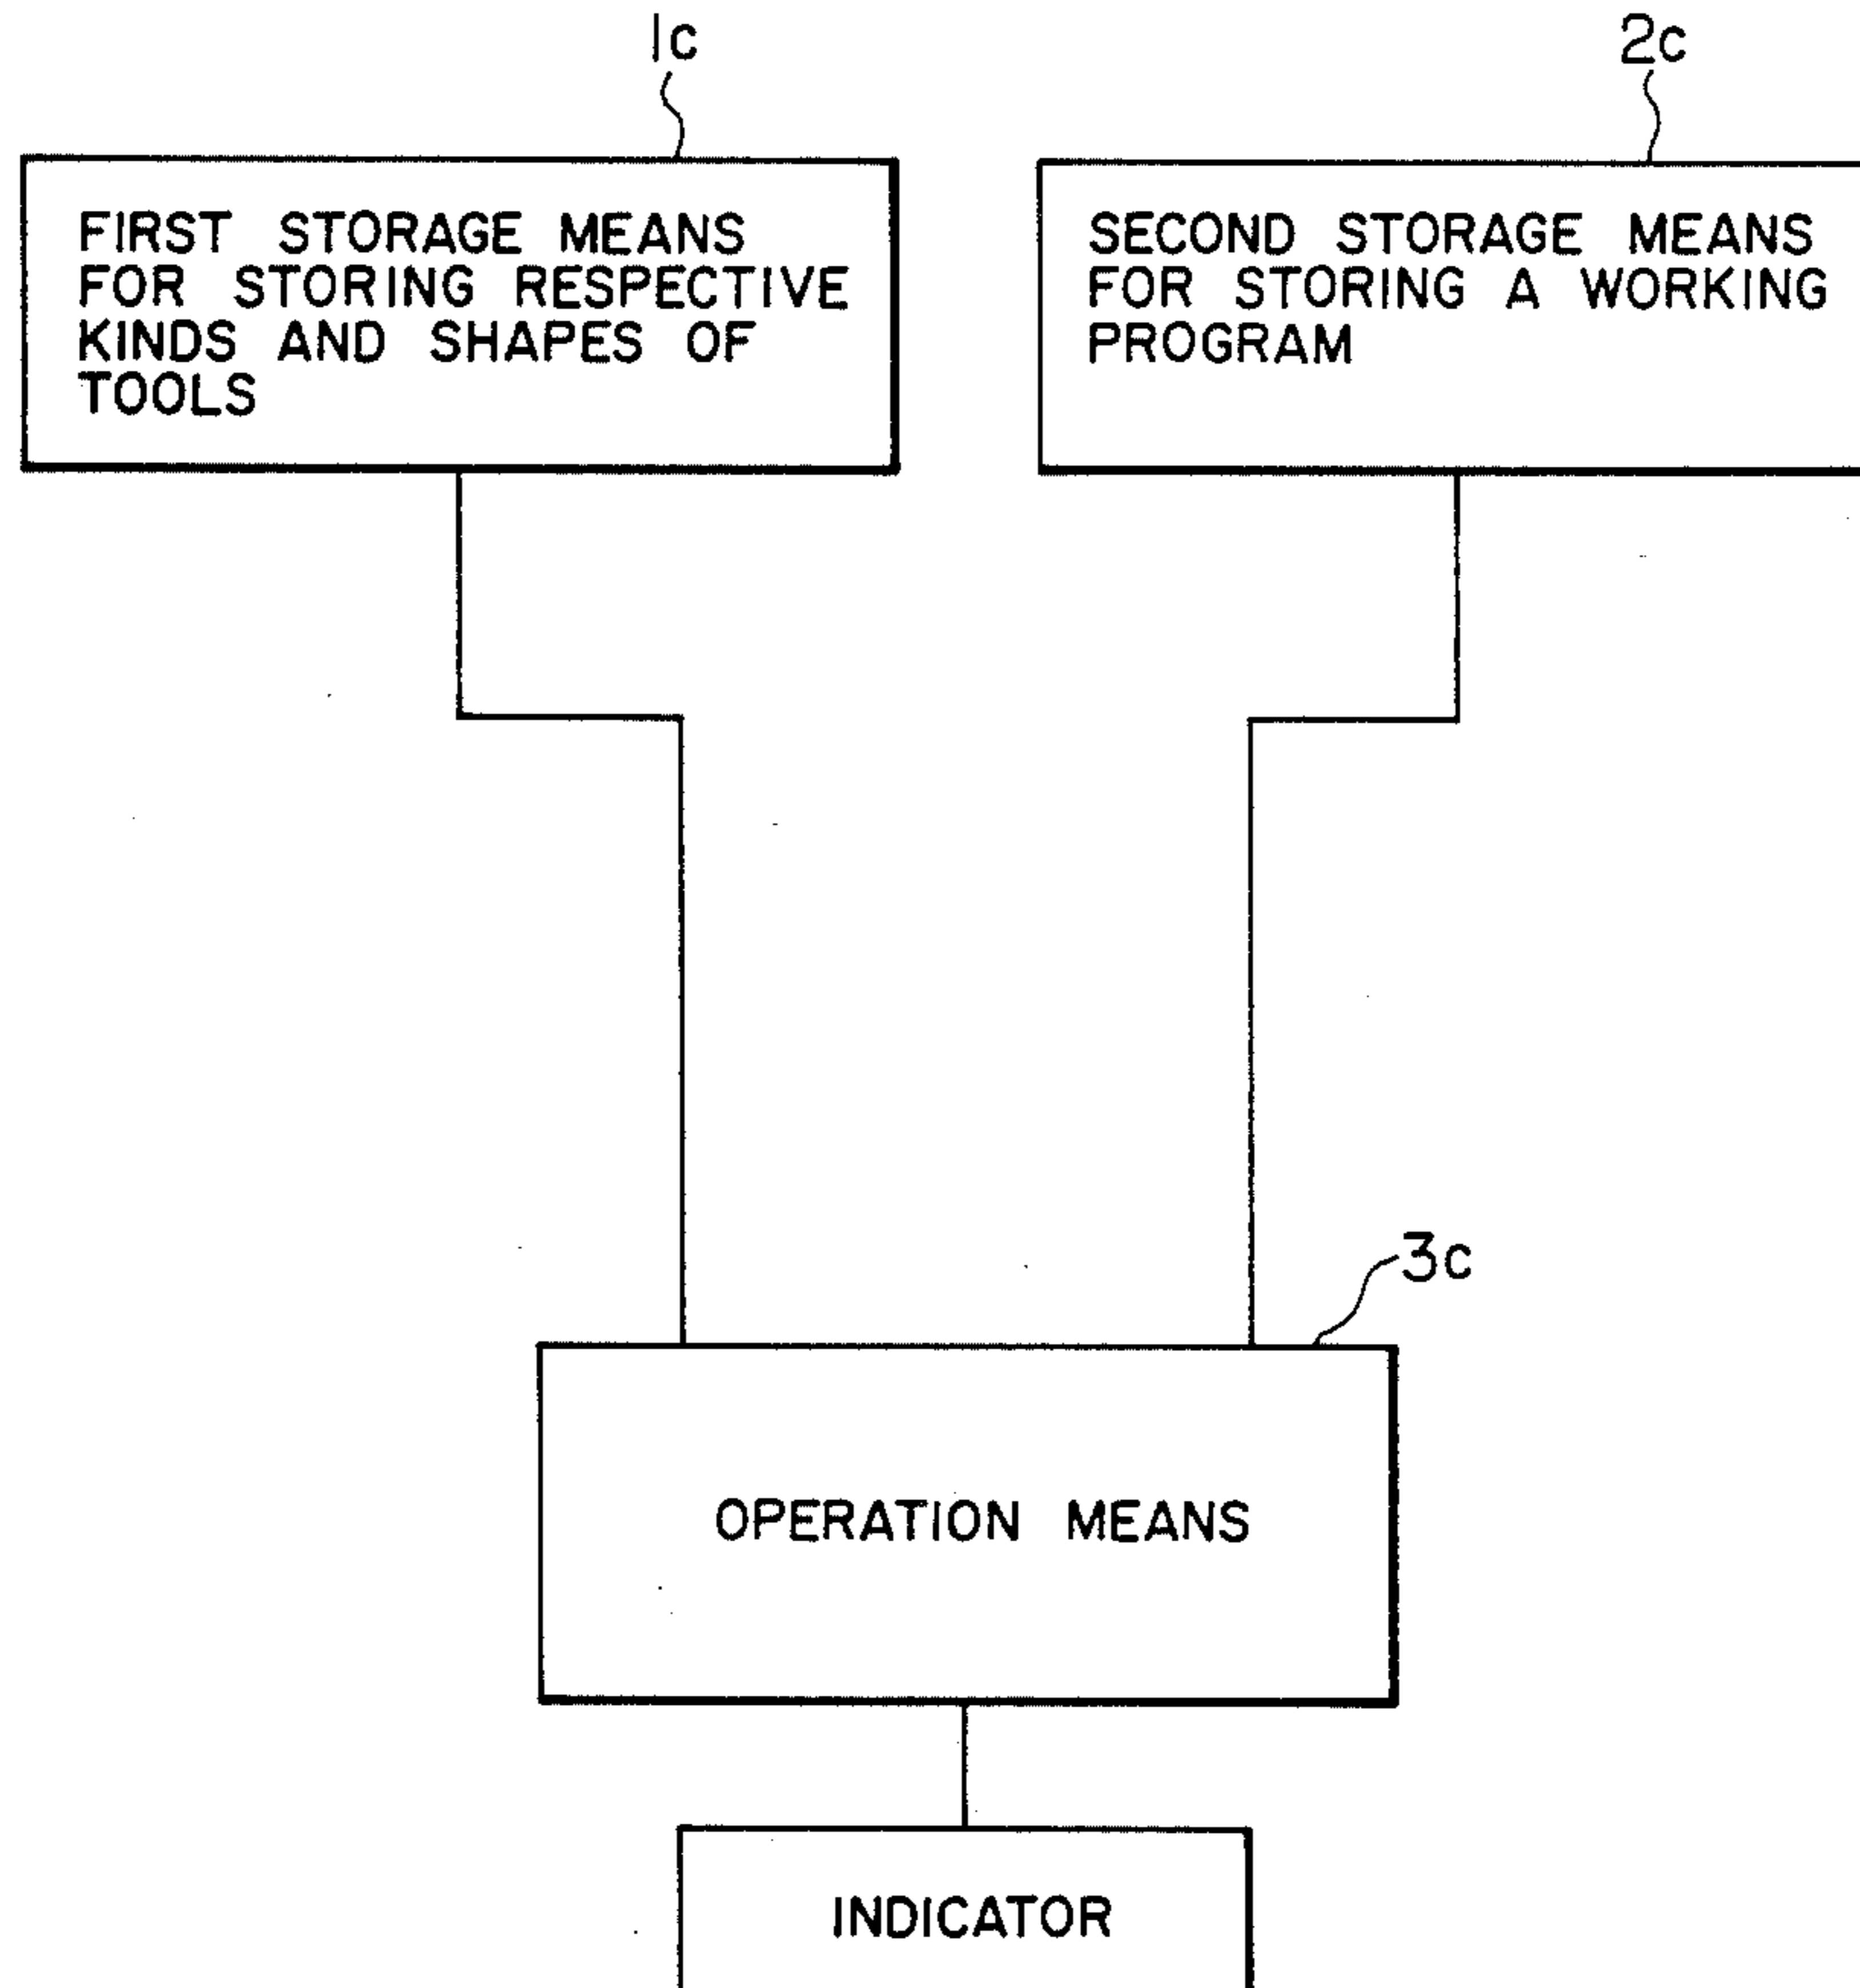 1c
2c
FIRST STORAGE MEANS
FOR STORING RESPECTIVE
KINDS AND SHAPES OF
TOOLS
SECOND STORAGE MEANS
FOR STORING A WORKING
PROGRAM
3c
OPERATION MEANS
INDICATOR